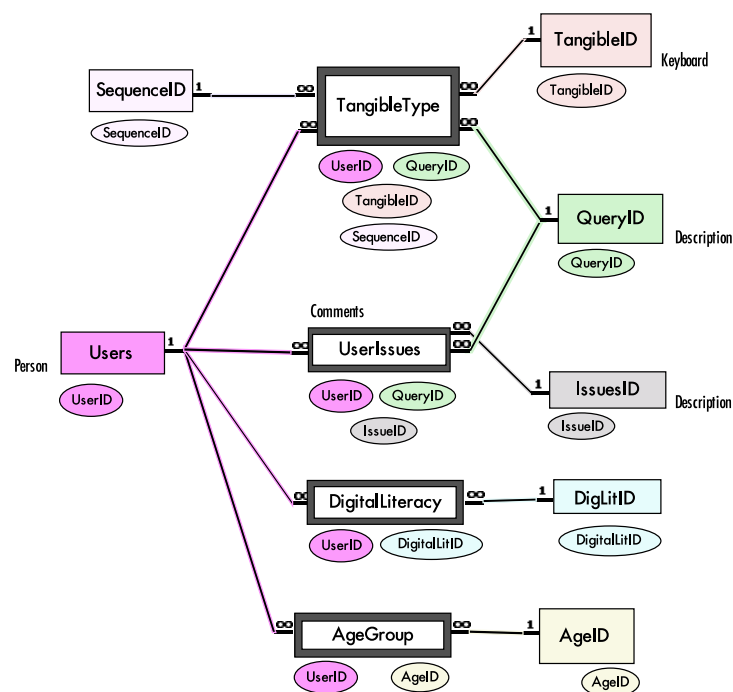 1
TangibleID
Keyboard
TangibleID
SequenceID
1
∞
TangibleType
∞
∞
∞
SequenceID
UserID
QueryID
TangibleID
SequenceID
1
QueryID
Description
QueryID
Comments
Person
Users
1
∞
UserIssues
∞
∞
UserID
UserID
QueryID
IssueID
1
IssuesID
Description
IssueID
∞
DigitalLiteracy
∞
1
DigLitID
UserID
DigitalLitID
DigitalLitID
∞
AgeGroup
∞
1
AgeID
UserID
AgeID
AgeID